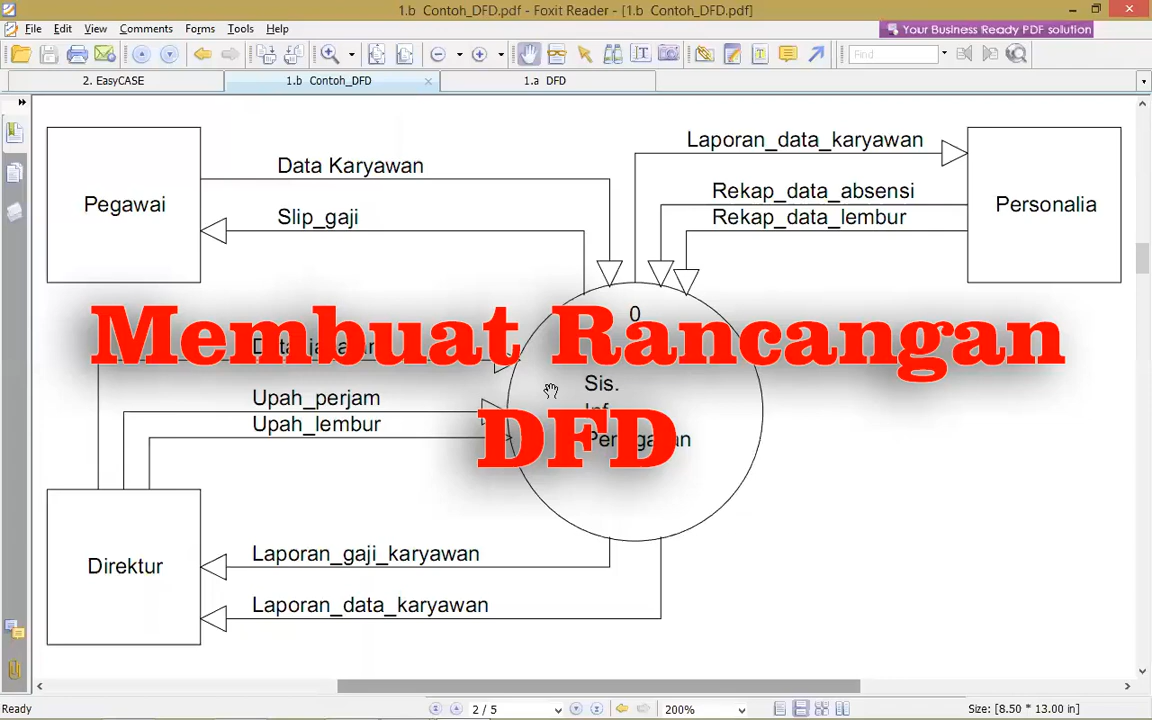 1.b Contoh_DFD.pdf - Foxit Reader - [1.b Contoh_DFD.pdf]
File Edit View Comments Forms Tools Help
Your Business Ready PDF solution
Find
2. EasyCASE
1.b Contoh_DFD
1.a DFD
Laporan_data_karyawan
Data Karyawan
Rekap_data_absensi
Pegawai
Personalia
Slip_gaji
Rekap_data_lembur
0
Membuat Rancangan
Sis.
Upah_perjam
Upah_lembur
DFD
Laporan_gaji_karyawan
Direktur
Laporan_data_karyawan
Ready
2 / 5
200%
Size: [8.50 * 13.00 in]